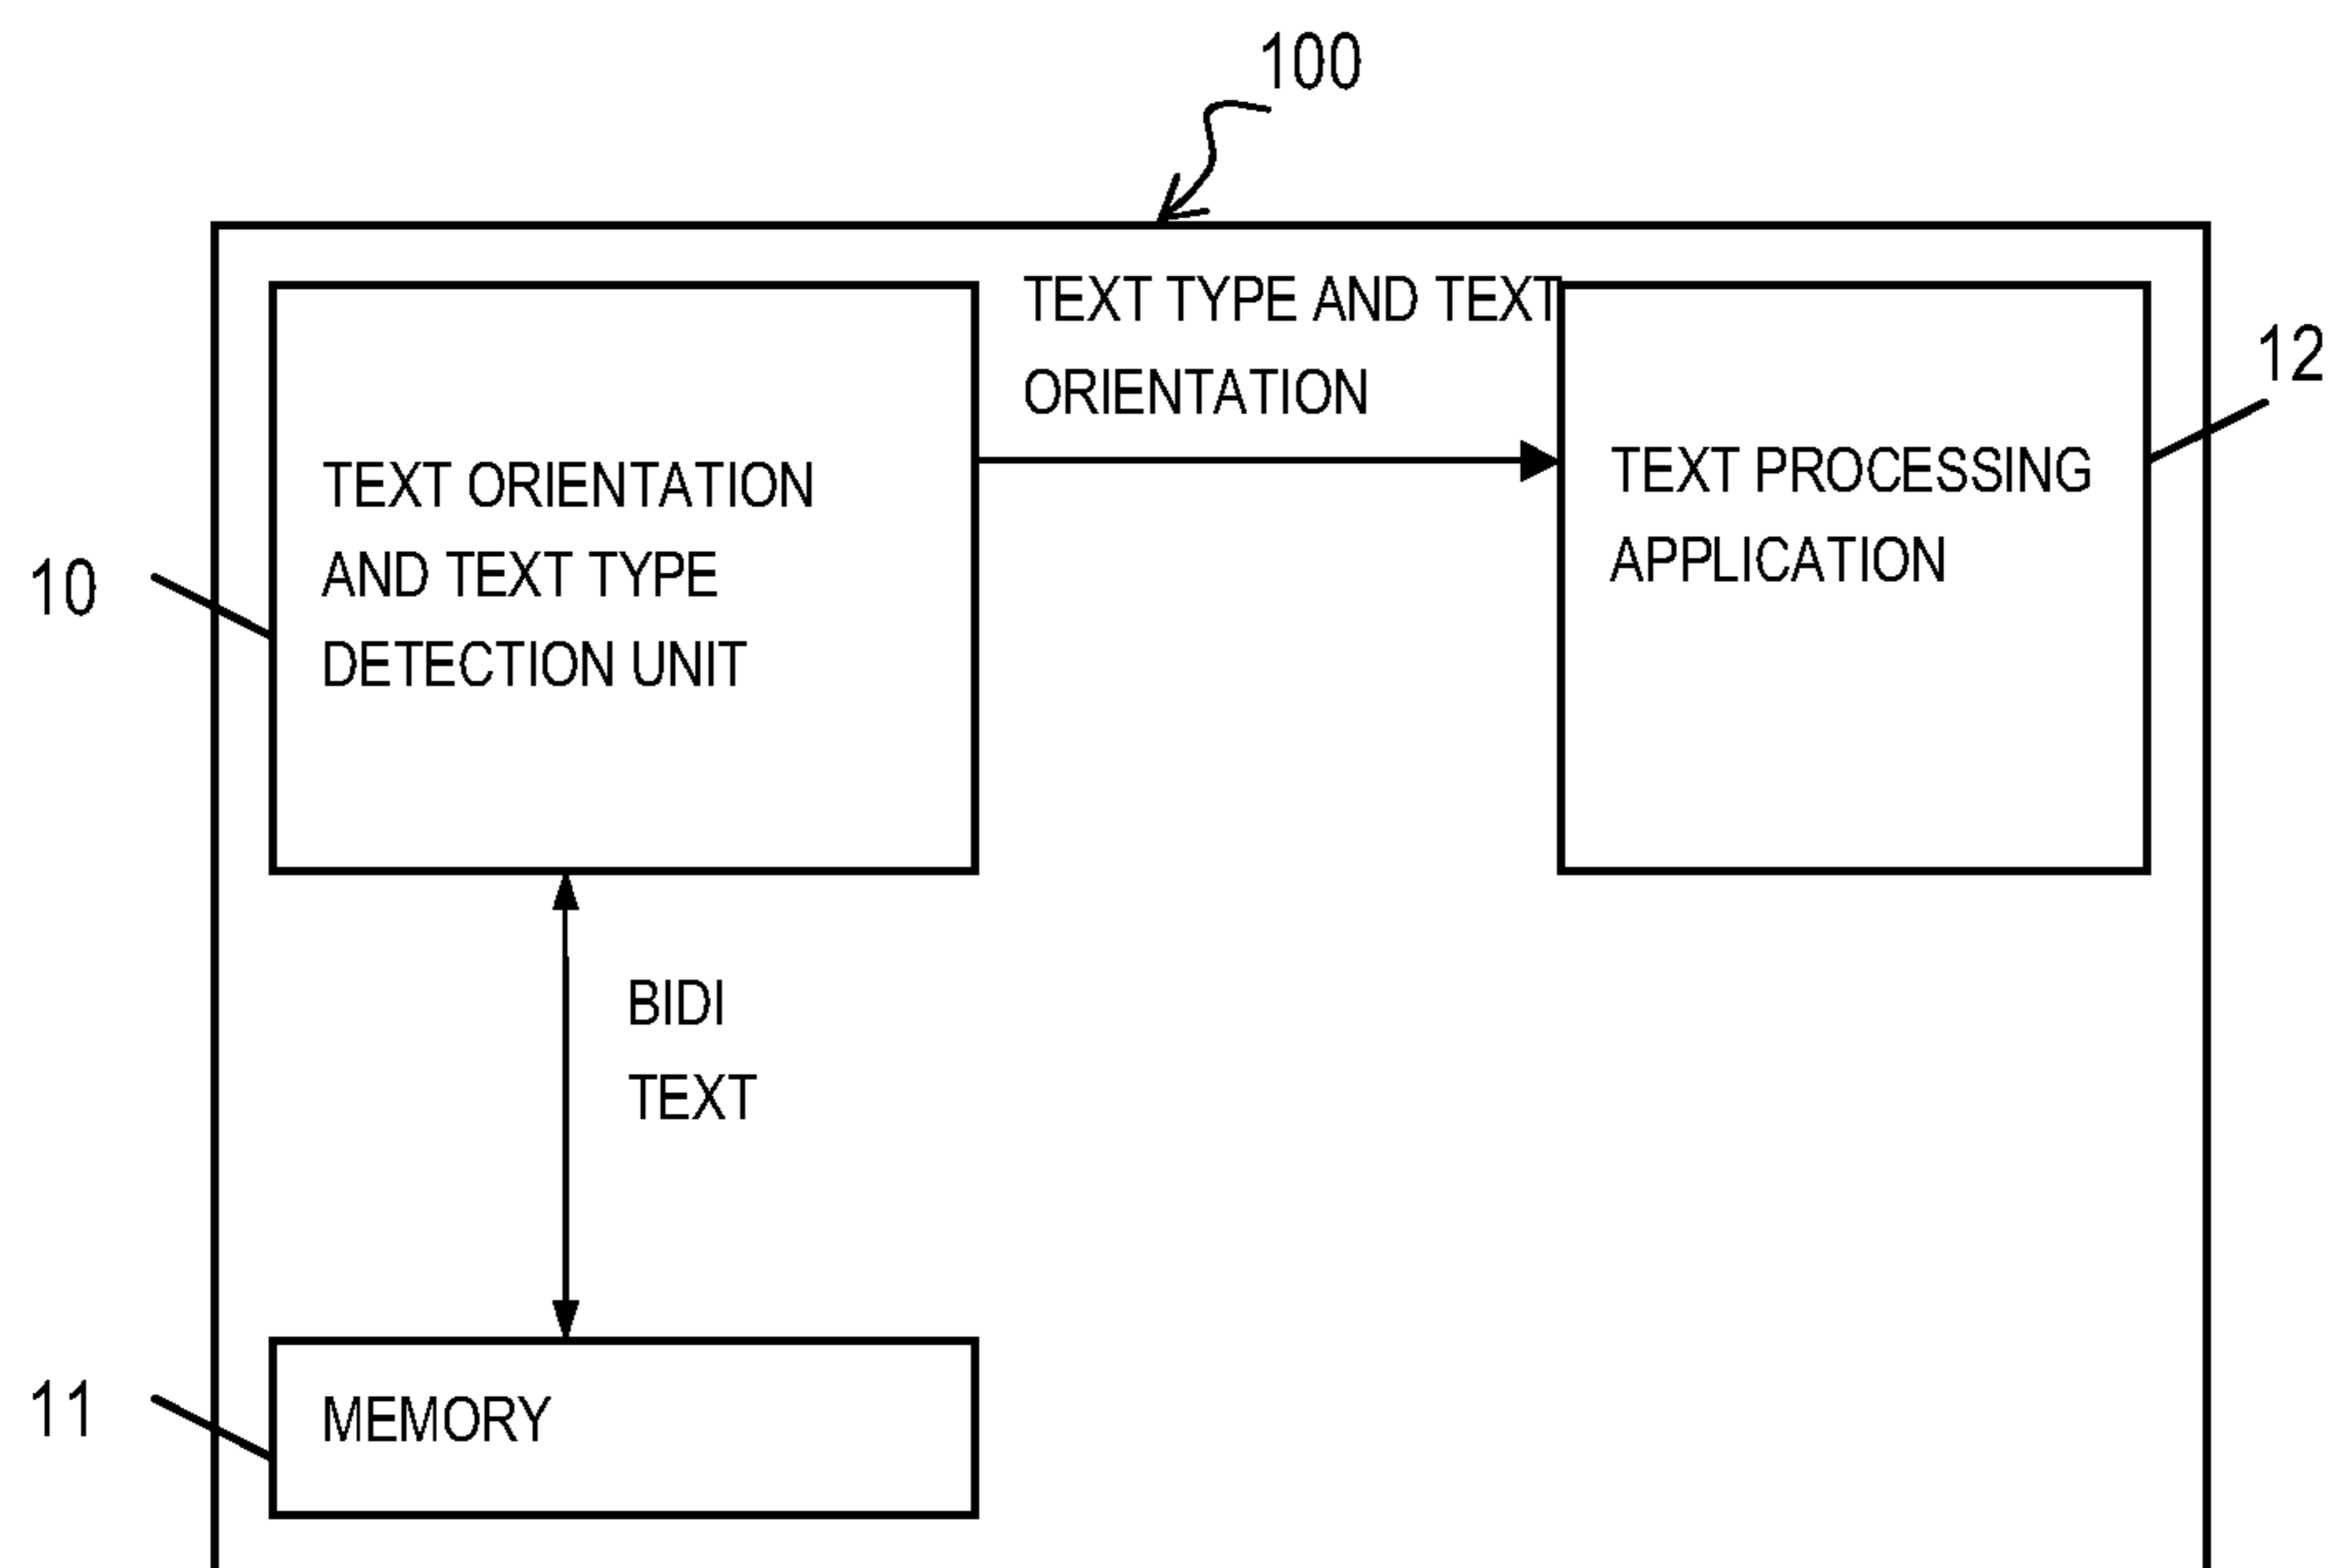 100
TEXT TYPE AND TEXT
ORIENTATION
12
TEXT ORIENTATION
AND TEXT TYPE
DETECTION UNIT
TEXT PROCESSING
APPLICATION
10
BIDI
TEXT
11
MEMORY